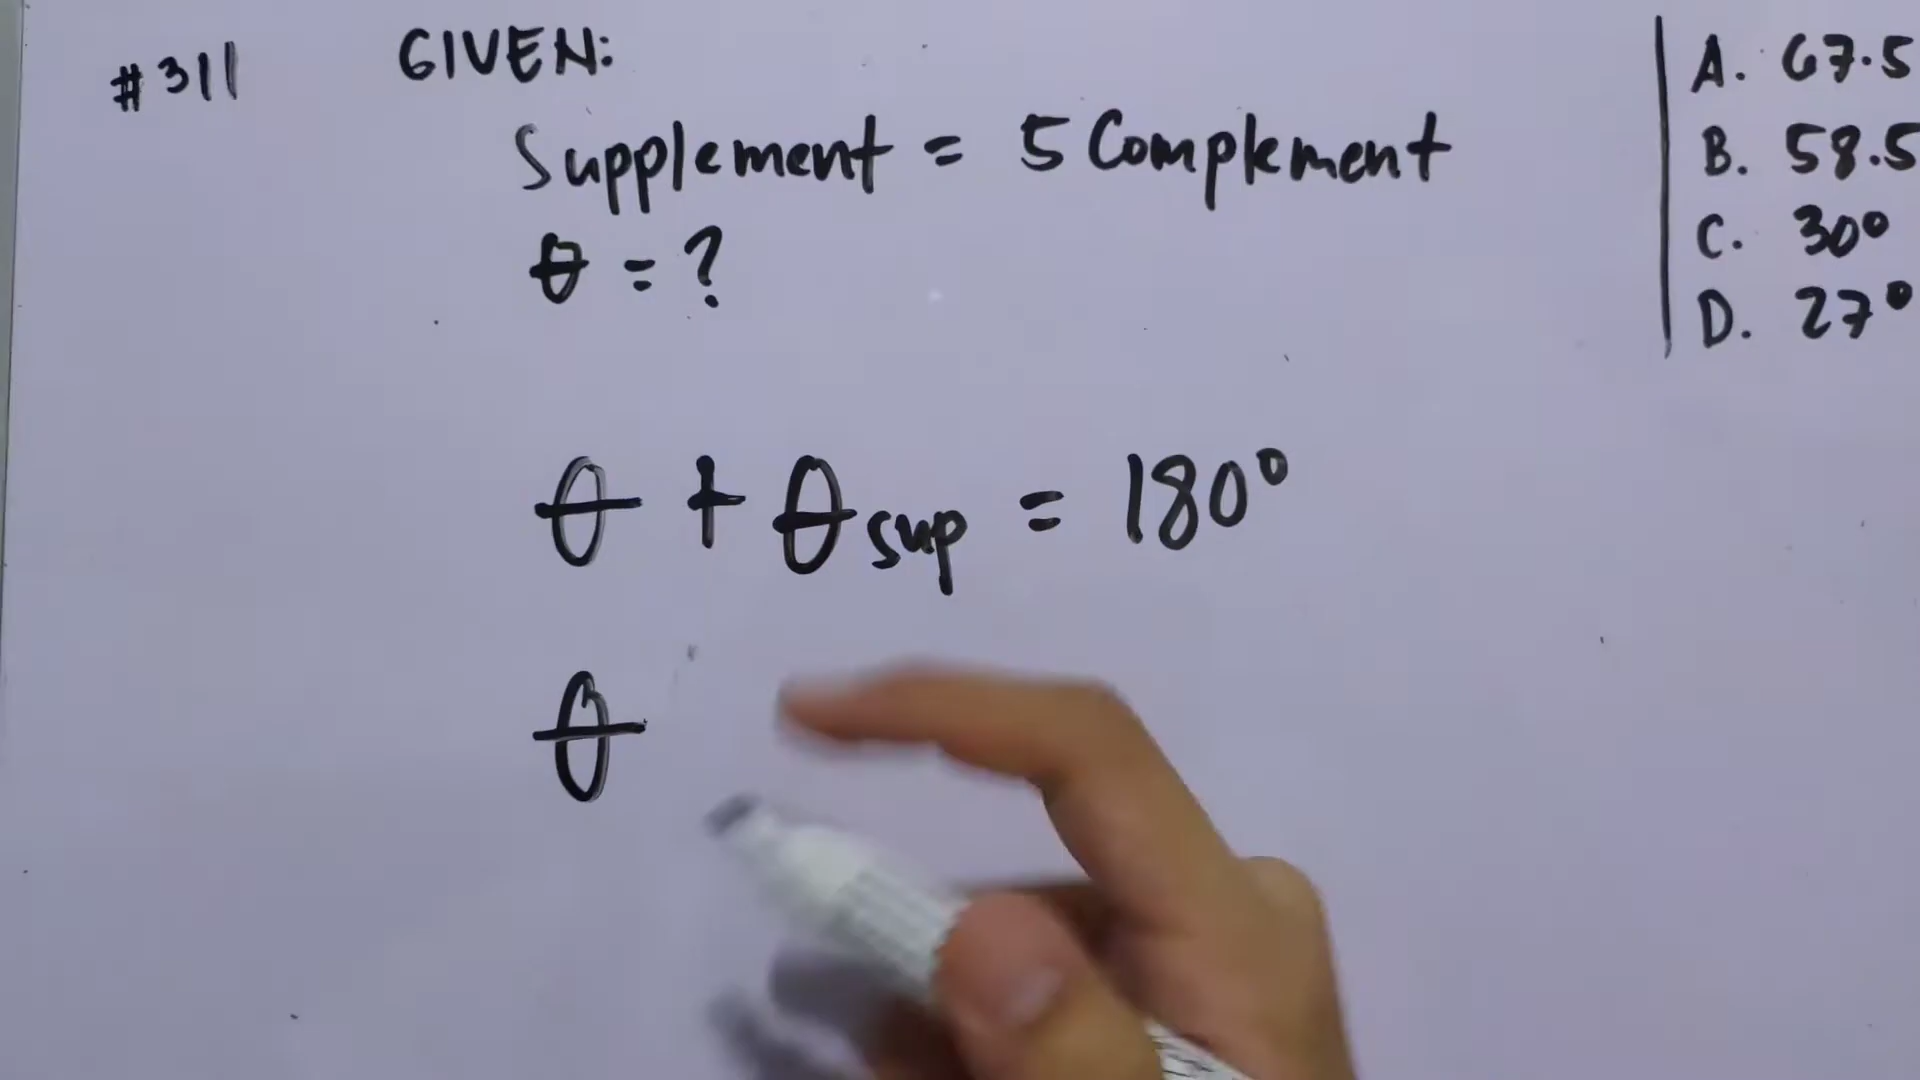 #311
GIVEN:
Supplement = 5 Complement
θ = ?
A. 67.5
B. 58.5
C. 30°
D. 27°
θ + θsup = 180°
θ